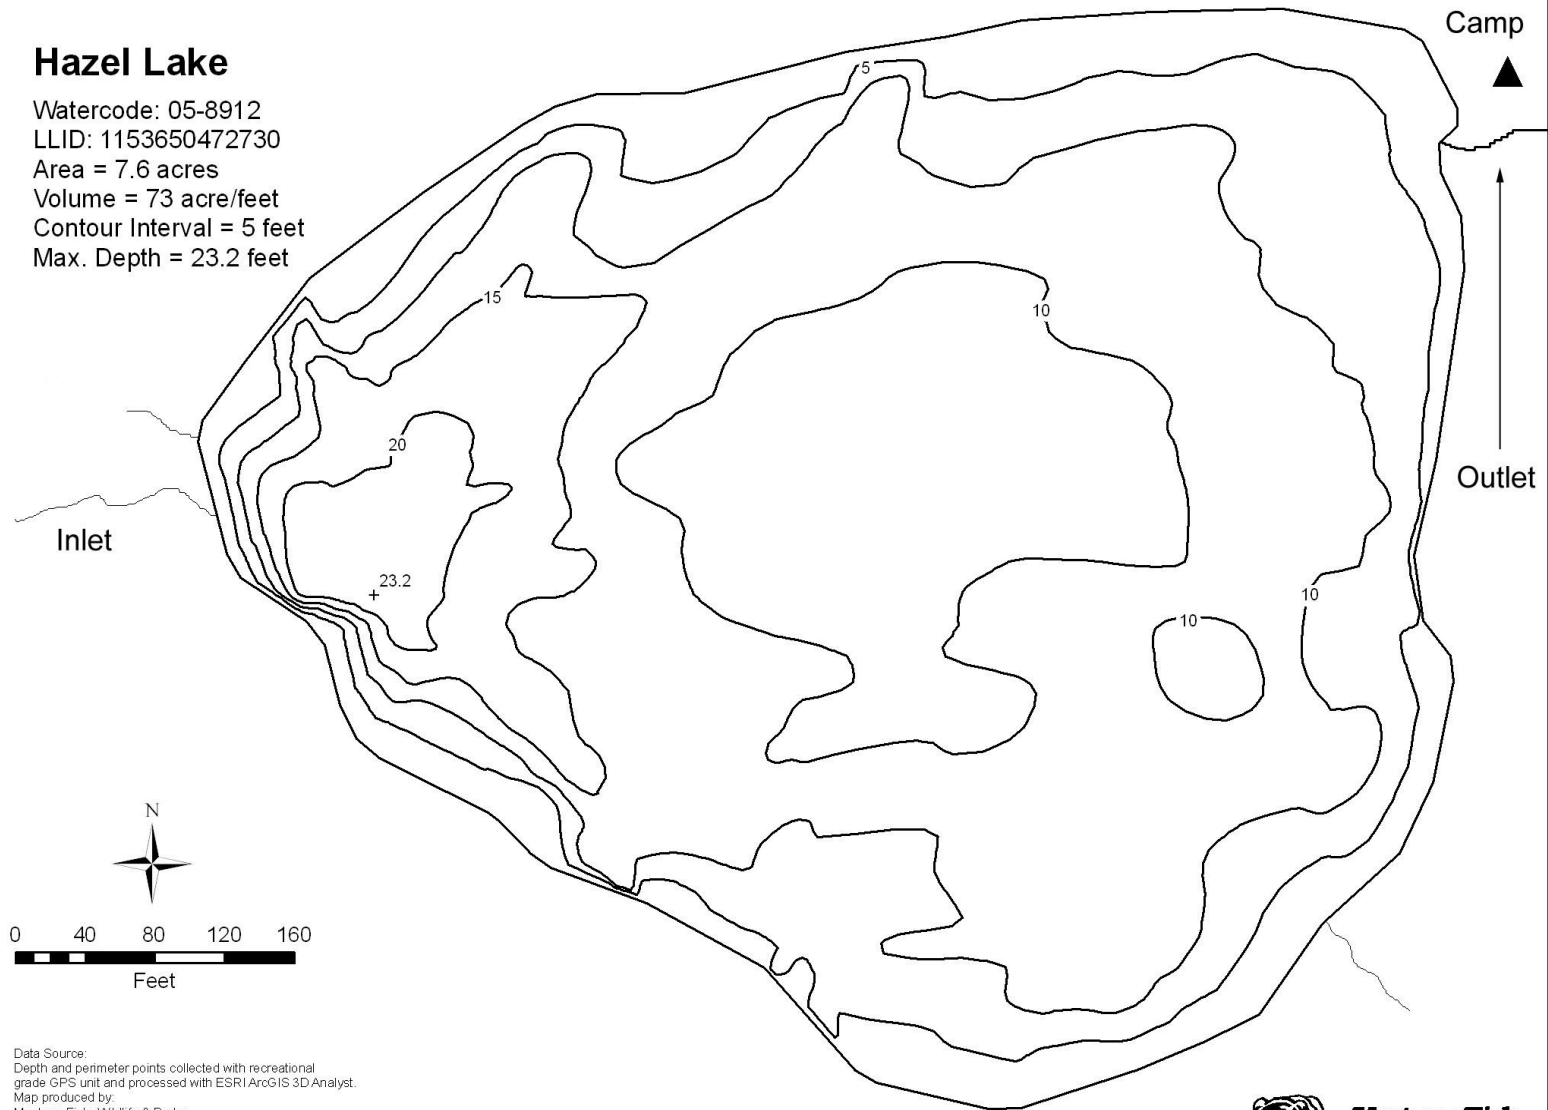 Hazel Lake
Watercode: 05-8912
LLID: 1153650472730
Area = 7.6 acres
Volume = 73 acre/feet
Contour Interval = 5 feet
Max. Depth = 23.2 feet
Camp
5
15
10
20
Outlet
Inlet
23.2
10
10
N
0 40 80 120 160
Feet
Data Source:
Depth and perimeter points collected with recreational
grade GPS unit and processed with ESRI ArcGIS 3D Analyst.
Map produced by: